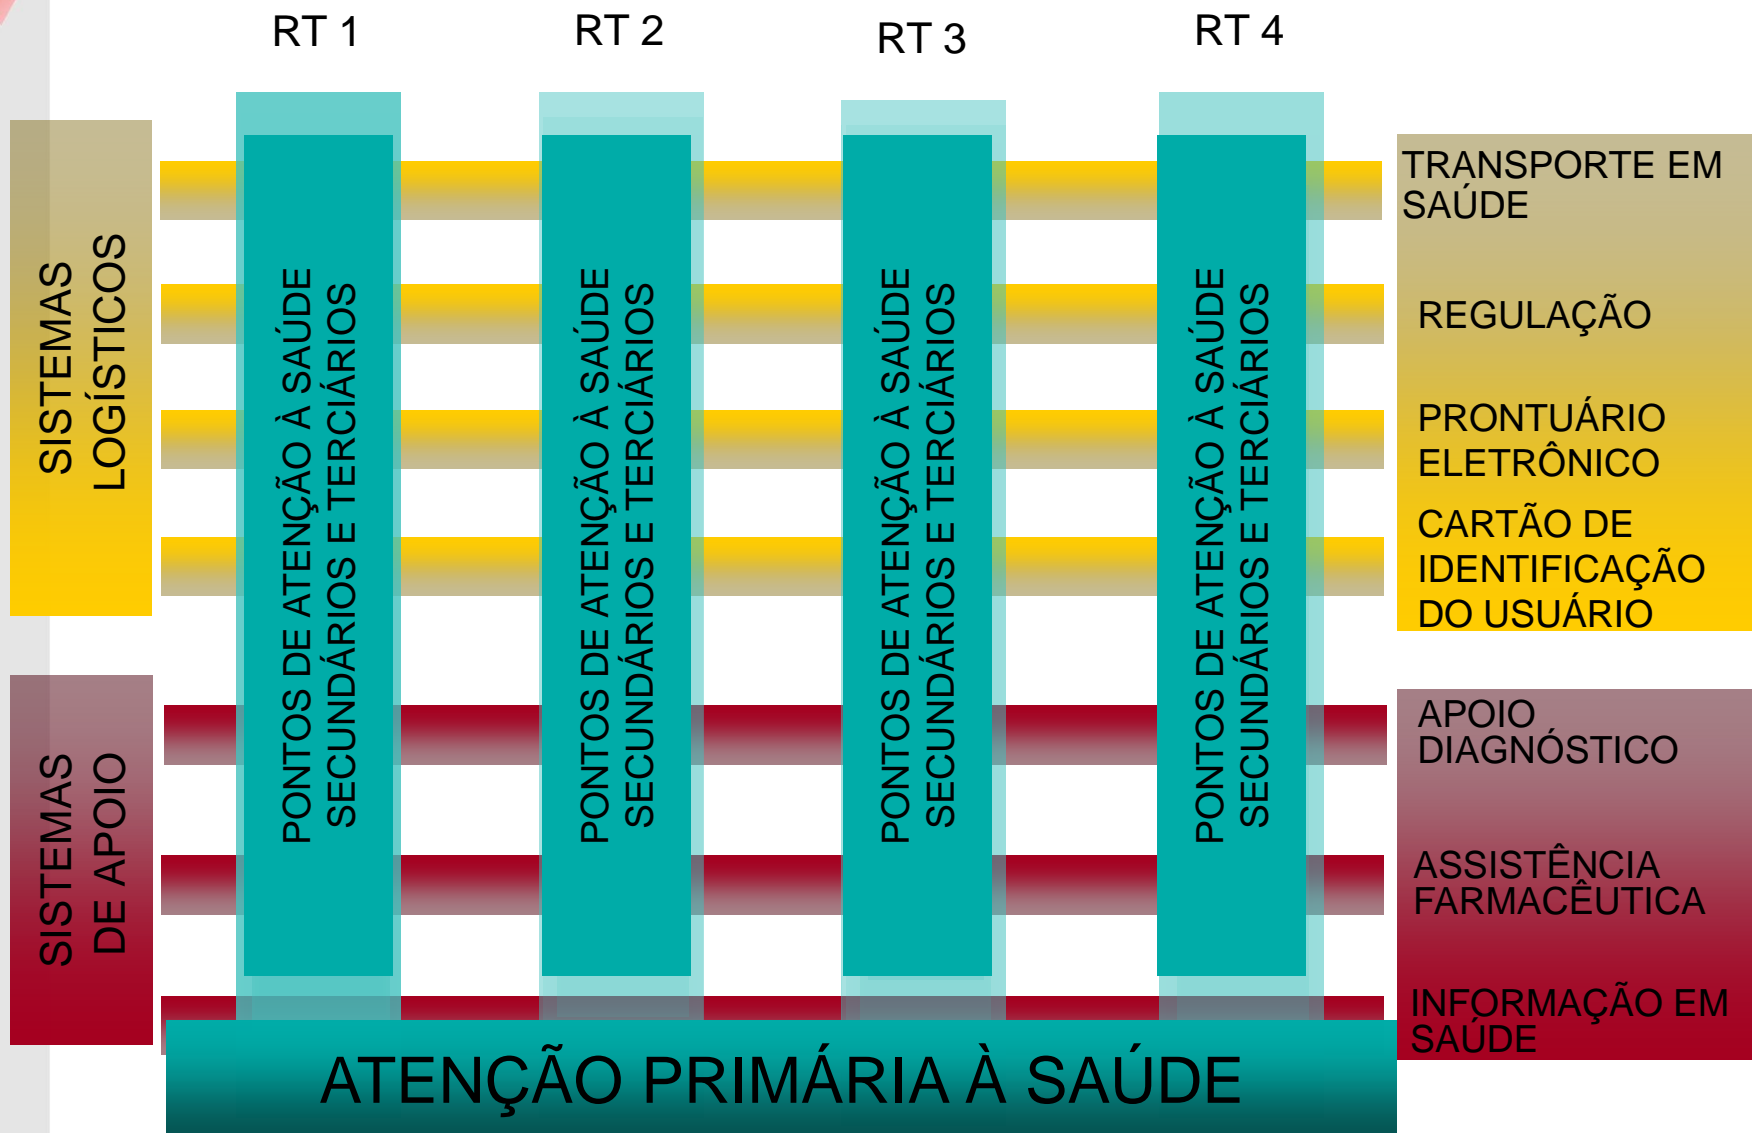 RT 1
RT 2
RT 3
RT 4
SISTEMAS
LOGÍSTICOS
SISTEMAS
DE APOIO
PONTOS DE ATENÇÃO À SAÚDE
SECUNDÁRIOS E TERCIÁRIOS
PONTOS DE ATENÇÃO À SAÚDE
SECUNDÁRIOS E TERCIÁRIOS
PONTOS DE ATENÇÃO À SAÚDE
SECUNDÁRIOS E TERCIÁRIOS
PONTOS DE ATENÇÃO À SAÚDE
SECUNDÁRIOS E TERCIÁRIOS
TRANSPORTE EM
SAÚDE
REGULAÇÃO
PRONTUÁRIO
ELETRÔNICO
CARTÃO DE
IDENTIFICAÇÃO
DO USUÁRIO
APOIO
DIAGNÓSTICO
ASSISTÊNCIA
FARMACÊUTICA
INFORMAÇÃO EM
SAÚDE
ATENÇÃO PRIMÁRIA À SAÚDE